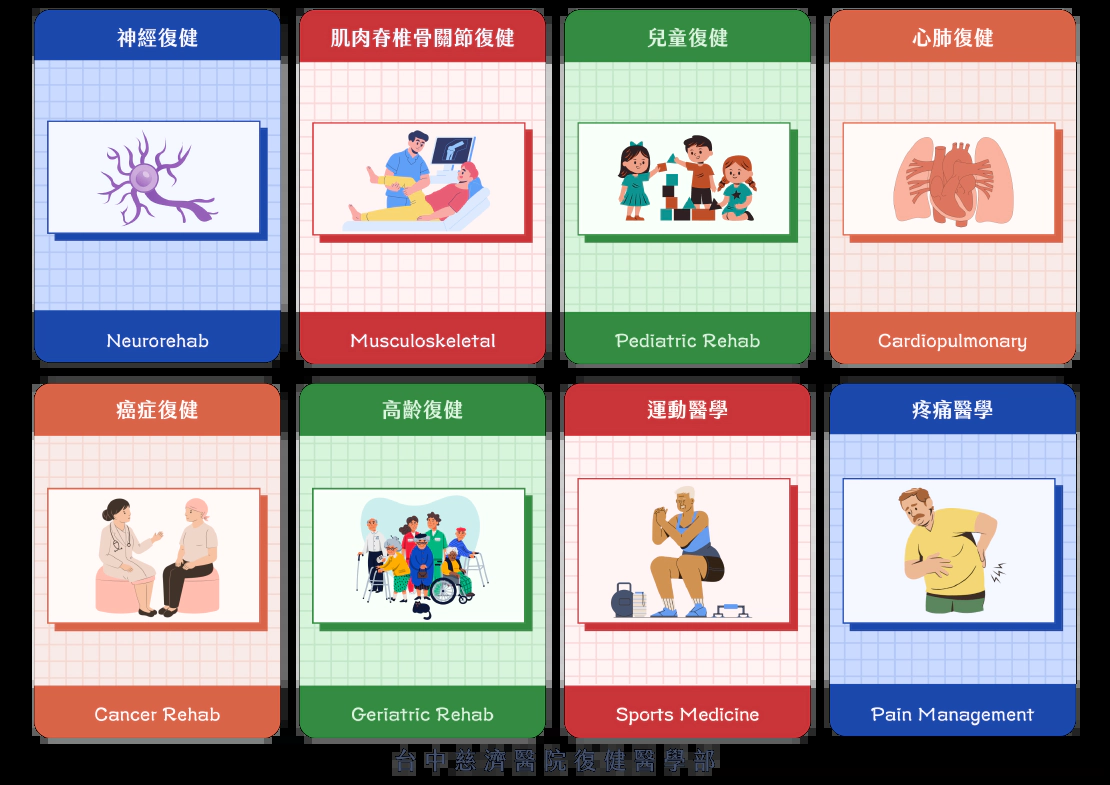 神經復健
肌肉脊椎骨關節復健
兒童復健
心肺復健
Neurorehab
Musculoskeletal
Pediatric Rehab
Cardiopulmonary
癌症復健
高齡復健
運動醫學
疼痛醫學
Cancer Rehab
Geriatric Rehab
Sports Medicine
Pain Management
台中慈濟醫院復健醫學部